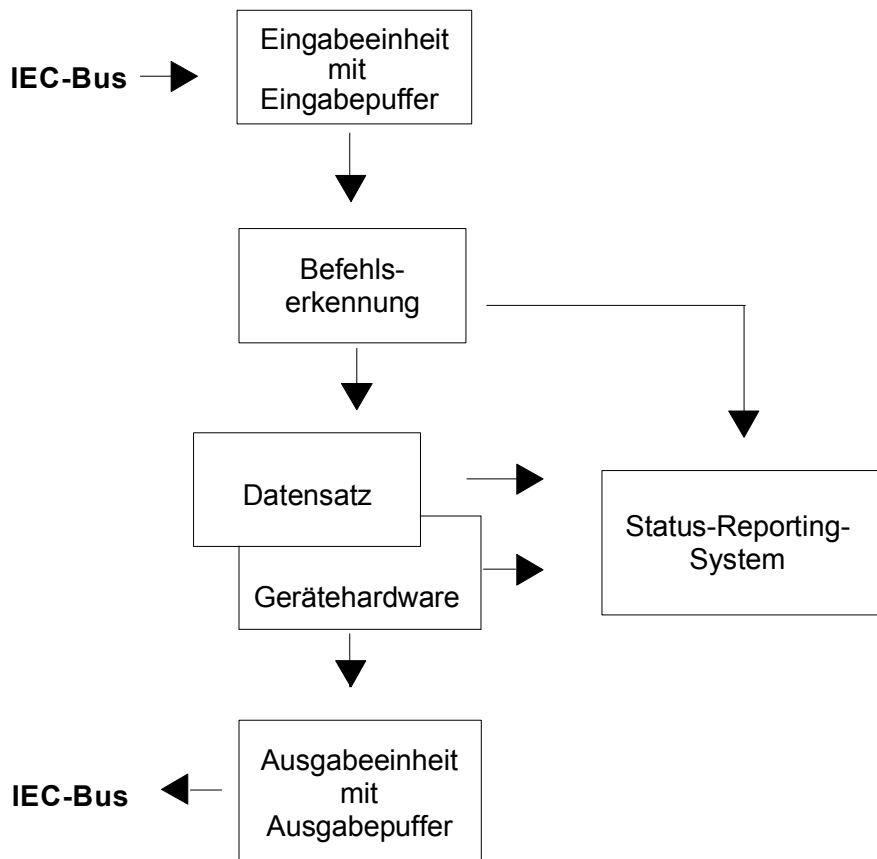 Eingabeeinheit
mit
Eingabepuffer
IEC-Bus
Befehls-
erkennung
Datensatz
Gerätehardware
Status-Reporting-
System
Ausgabeeinheit
mit
Ausgabepuffer
IEC-Bus